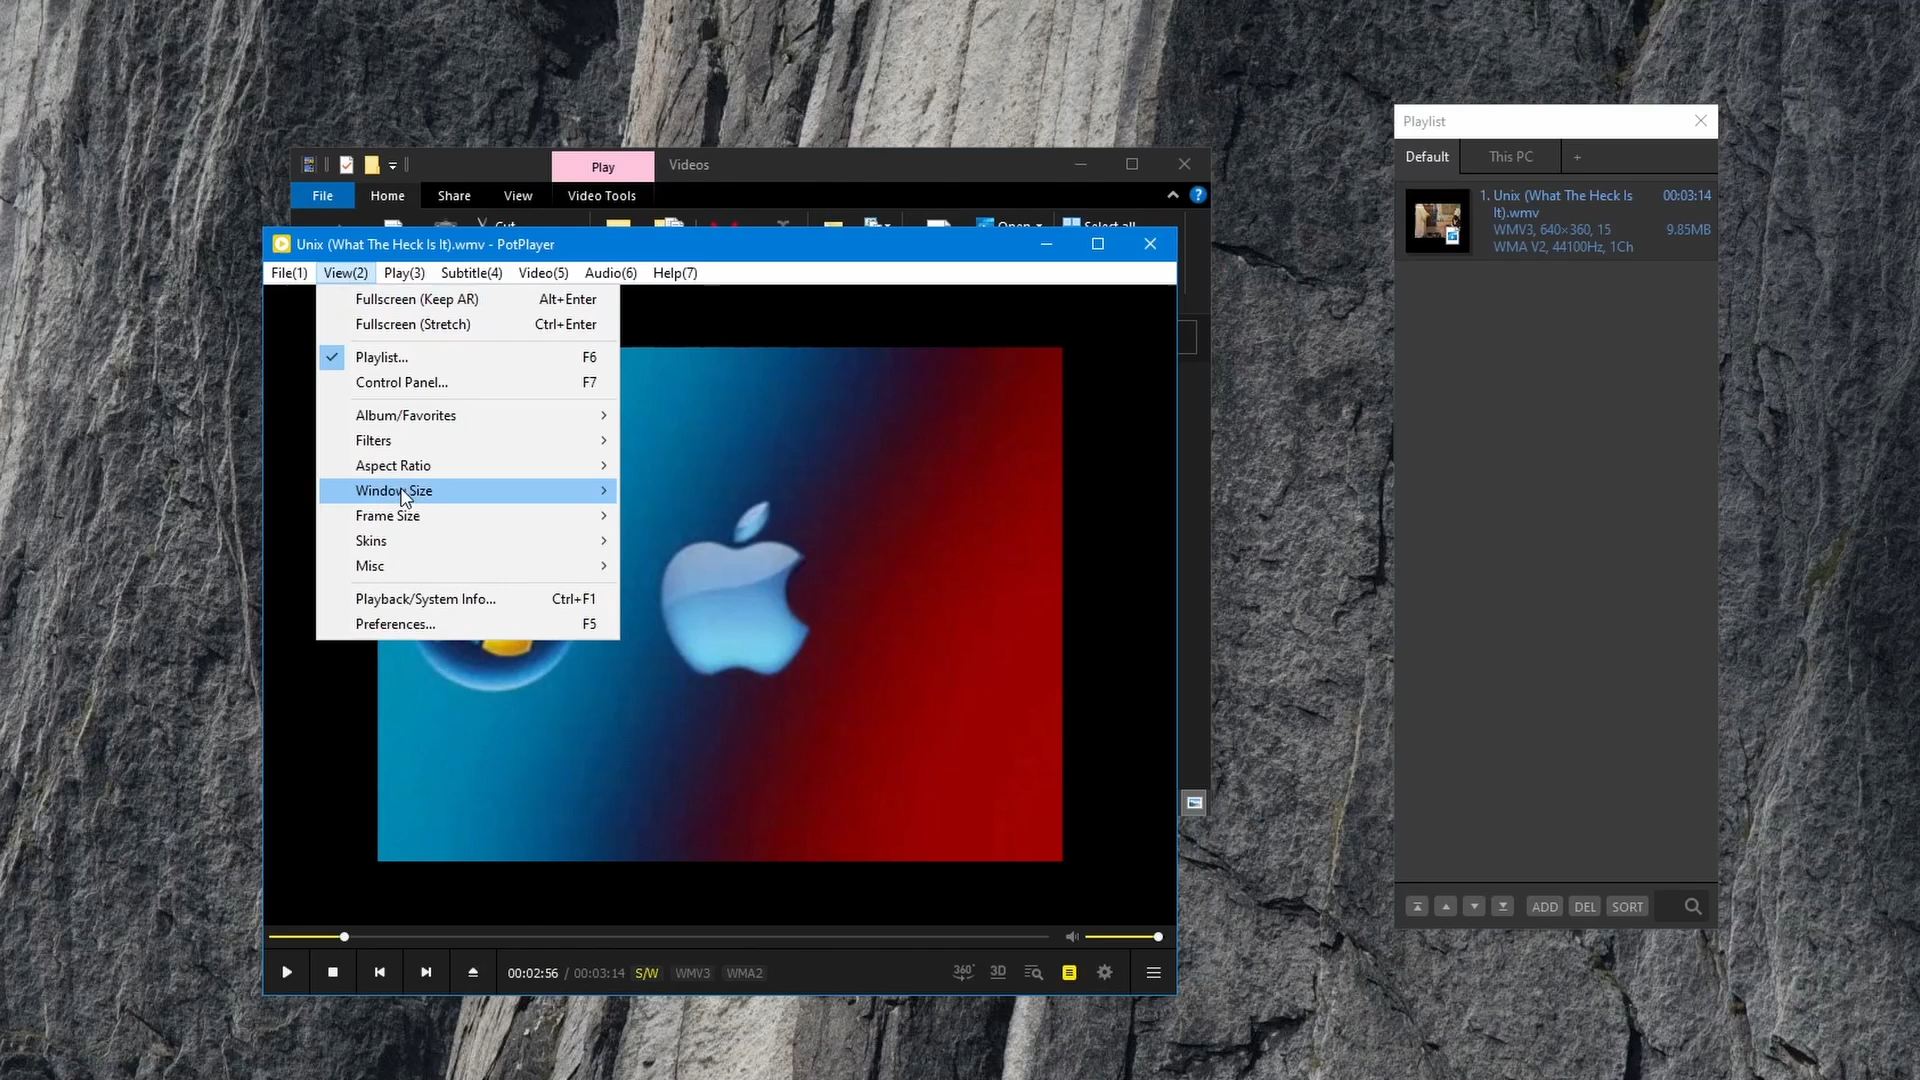 Play
Videos
File
Home
Share
View
Video Tools
Cut
Open
Select all
Unix (What The Heck Is It).wmv - PotPlayer
File(1)
View(2)
Play(3)
Subtitle(4)
Video(5)
Audio(6)
Help(7)
Fullscreen (Keep AR) Alt+Enter
Fullscreen (Stretch) Ctrl+Enter
Playlist... F6
Control Panel... F7
Album/Favorites
Filters
Aspect Ratio
Window Size
Frame Size
Skins
Misc
Playback/System Info... Ctrl+F1
Preferences... F5
00:02:56 / 00:03:14 S/W WMV3 WMA2
360° 3D
Playlist
Default
This PC
+
1. Unix (What The Heck Is 00:03:14
It).wmv
WMV3, 640×360, 15 9.85MB
WMA V2, 44100Hz, 1Ch
ADD DEL SORT